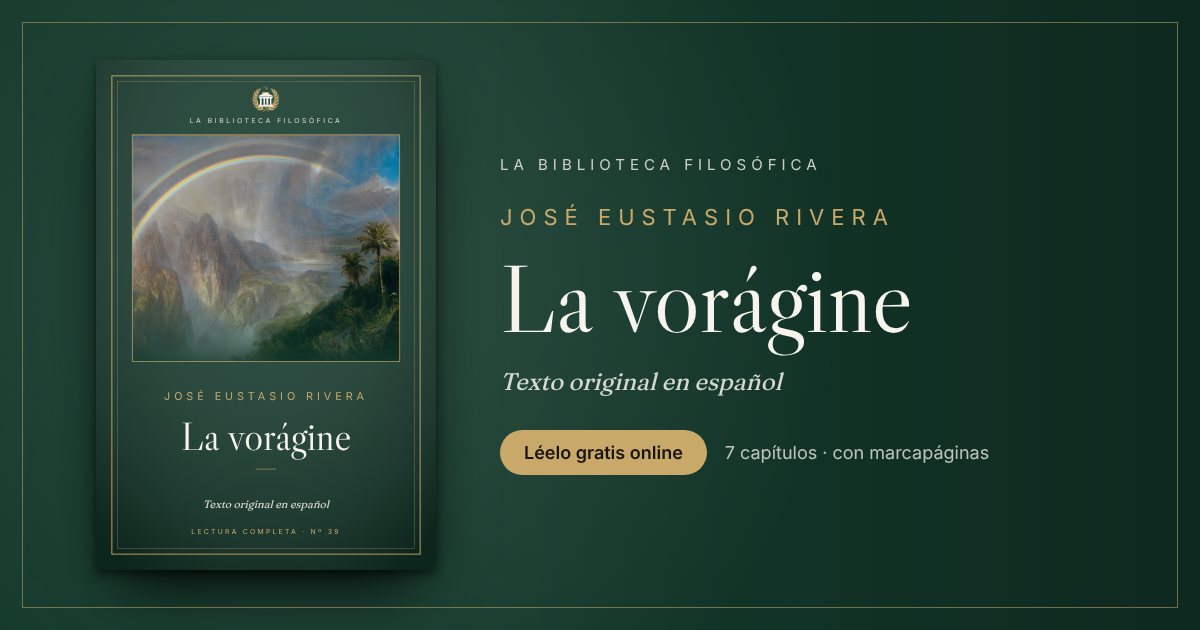 LA BIBLIOTECA FILOSÓFICA
JOSÉ EUSTASIO RIVERA
La vorágine
Texto original en español
LECTURA COMPLETA · Nº 39
LA BIBLIOTECA FILOSÓFICA
JOSÉ EUSTASIO RIVERA
La vorágine
Texto original en español
Léelo gratis online
7 capítulos · con marcapáginas